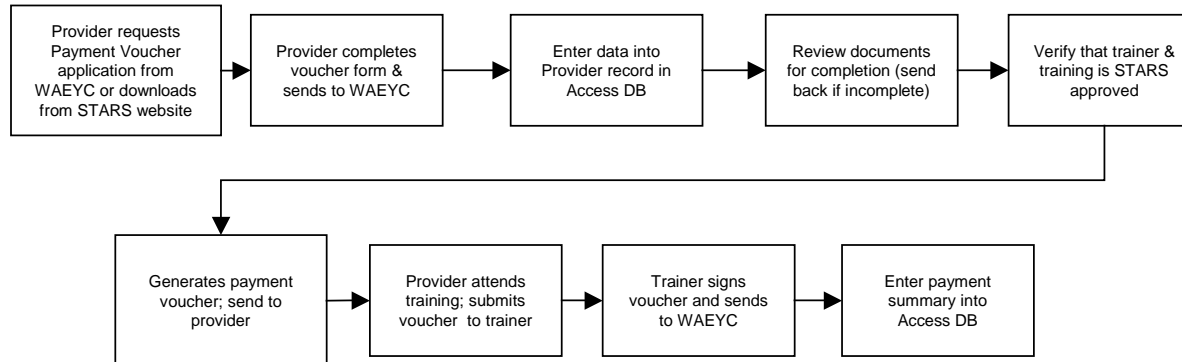 Provider requests
Payment Voucher
application from
WAEYC or downloads
from STARS website
Provider completes
voucher form &
sends to WAEYC
Enter data into
Provider record in
Access DB
Review documents
for completion (send
back if incomplete)
Verify that trainer &
training is STARS
approved
Generates payment
voucher; send to
provider
Provider attends
training; submits
voucher to trainer
Trainer signs
voucher and sends
to WAEYC
Enter payment
summary into
Access DB